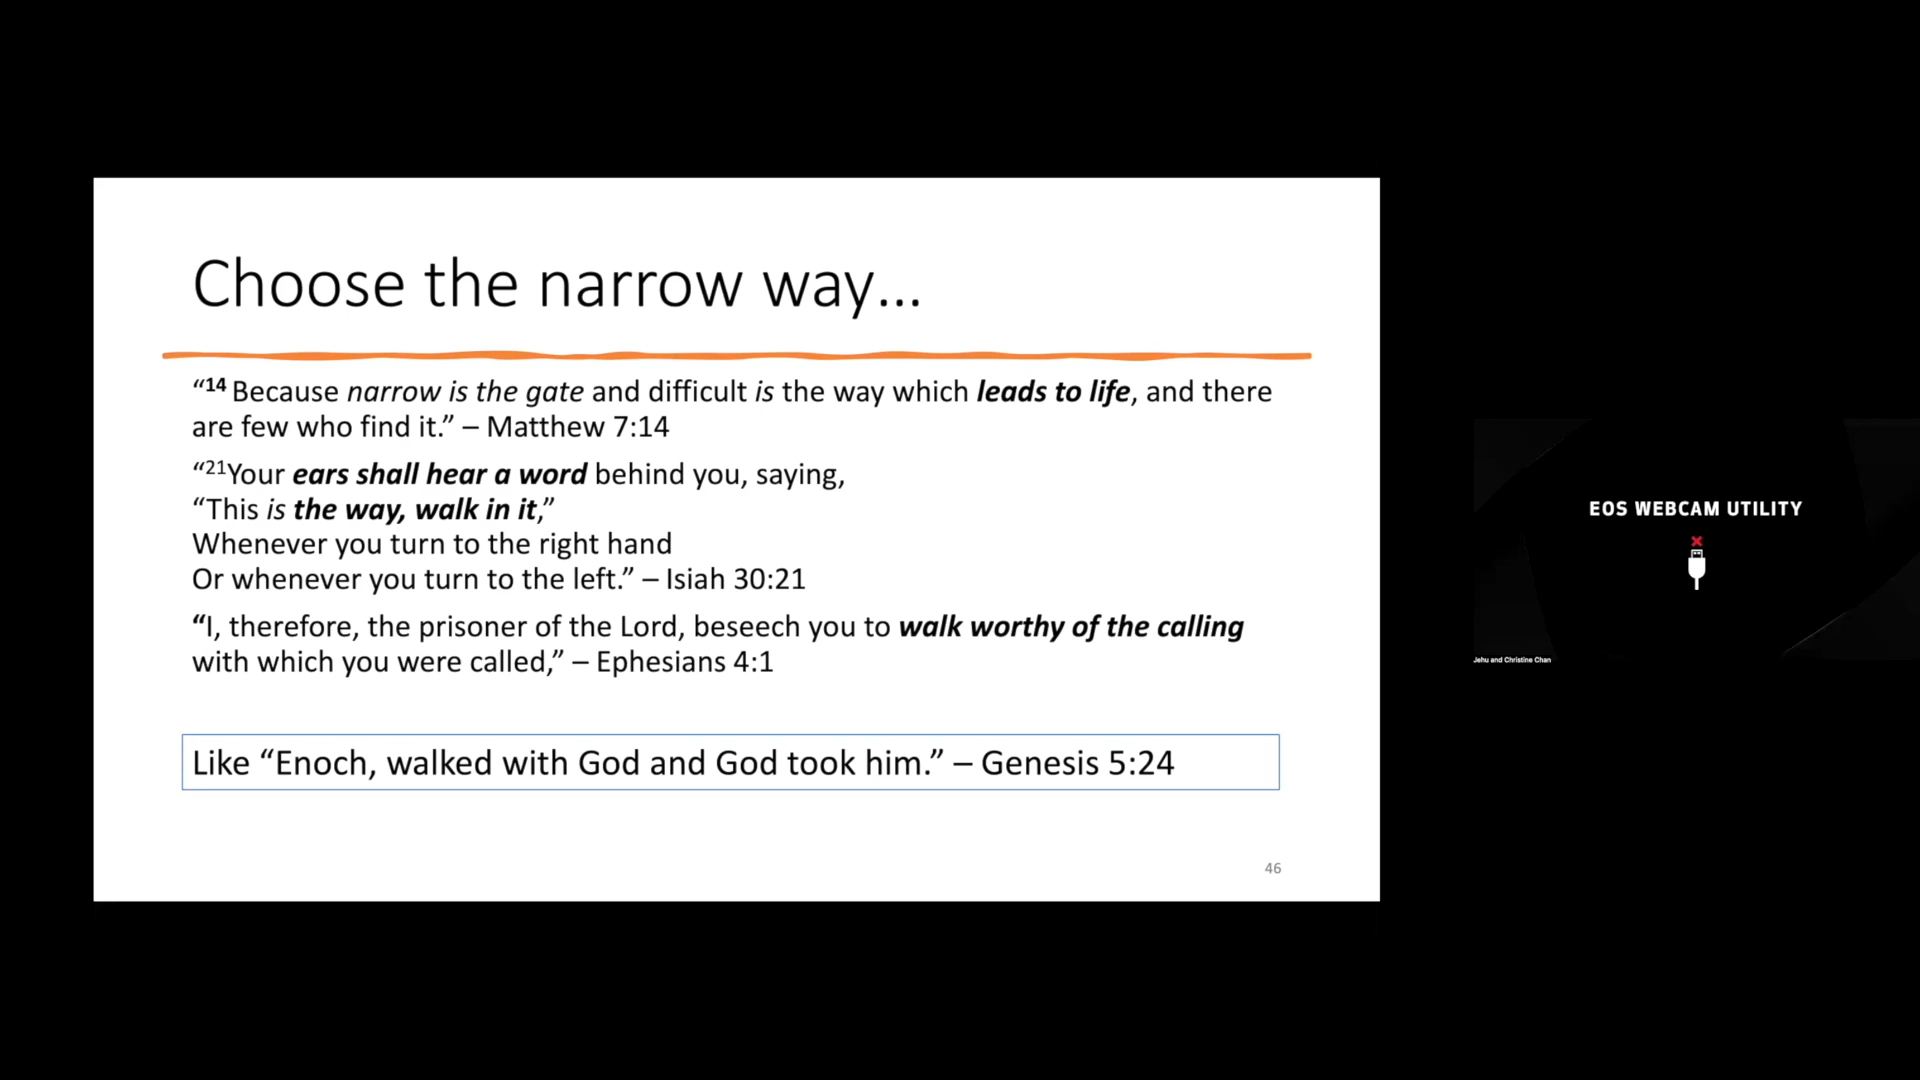 Choose the narrow way...
“14 Because narrow is the gate and difficult is the way which leads to life, and there
are few who find it.” – Matthew 7:14
“21Your ears shall hear a word behind you, saying,
“This is the way, walk in it,”
Whenever you turn to the right hand
Or whenever you turn to the left.” – Isiah 30:21
“I, therefore, the prisoner of the Lord, beseech you to walk worthy of the calling
with which you were called,” – Ephesians 4:1
Like “Enoch, walked with God and God took him.” – Genesis 5:24
46
EOS WEBCAM UTILITY
Jehu and Christine Chan